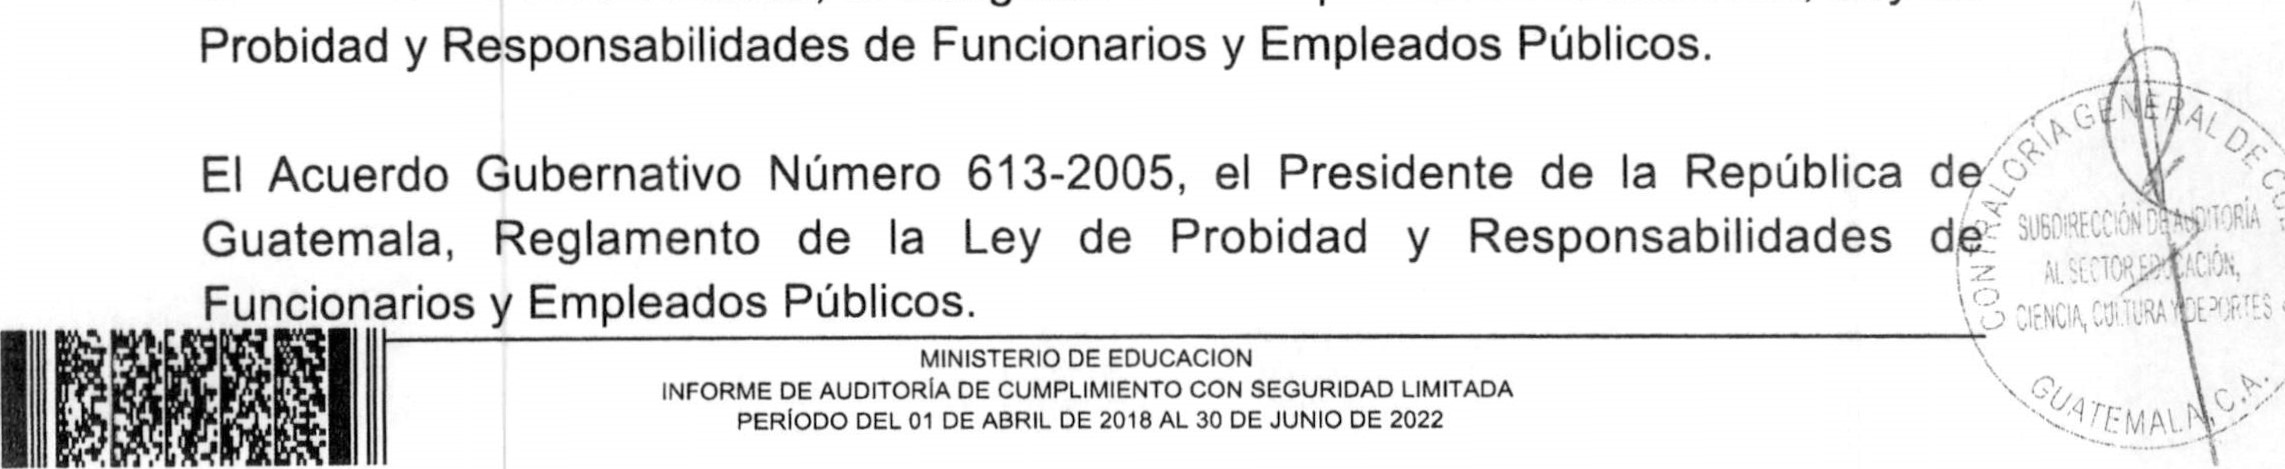 Probidad y Responsabilidades de Funcionarios y Empleados Públicos.
El Acuerdo Gubernativo Número 613-2005, el Presidente de la República de
Guatemala, Reglamento de la Ley de Probidad y Responsabilidades de
Funcionarios y Empleados Públicos.
MINISTERIO DE EDUCACION
INFORME DE AUDITORÍA DE CUMPLIMIENTO CON SEGURIDAD LIMITADA
PERÍODO DEL 01 DE ABRIL DE 2018 AL 30 DE JUNIO DE 2022
CONTRALORÍA GENERAL DE
SUBDIRECCIÓN DE AUDITORÍA
AL SECTOR EDUCACIÓN,
CIENCIA, CULTURA Y DEPORTES
GUATEMALA, C.A.